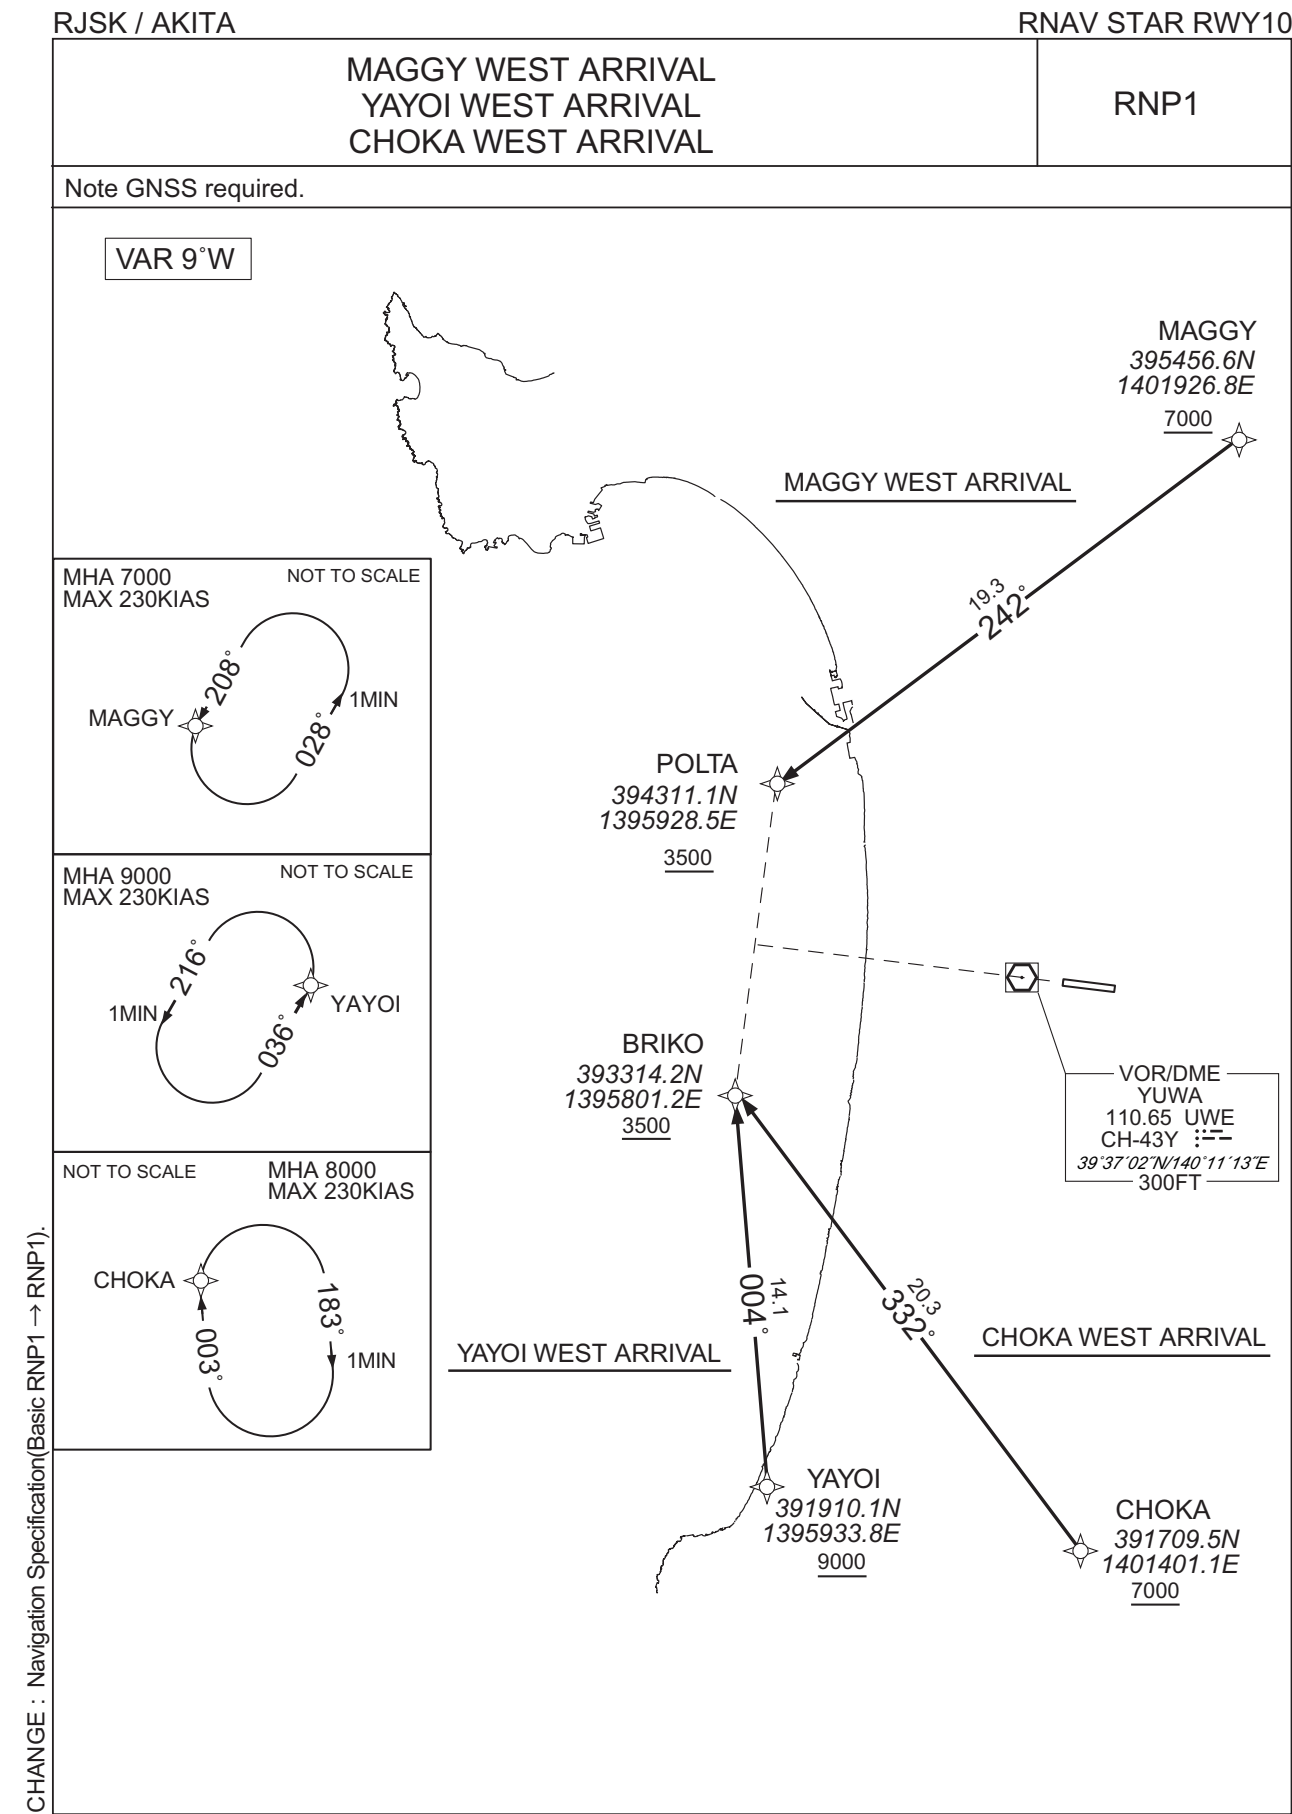 RJSK / AKITA
RNAV STAR RWY10
MAGGY WEST ARRIVAL
YAYOI WEST ARRIVAL
CHOKA WEST ARRIVAL
RNP1
Note GNSS required.
VAR 9°W
MAGGY
395456.6N
1401926.8E
7000
MAGGY WEST ARRIVAL
19.3
242°
MHA 7000
MAX 230KIAS
NOT TO SCALE
208°
MAGGY
1MIN
028°
POLTA
394311.1N
1395928.5E
3500
MHA 9000
MAX 230KIAS
NOT TO SCALE
216°
1MIN
YAYOI
036°
BRIKO
393314.2N
1395801.2E
3500
VOR/DME
YUWA
110.65 UWE
CH-43Y
39°37´02˝N/140°11´13˝E
300FT
NOT TO SCALE
MHA 8000
MAX 230KIAS
CHOKA
183°
003°
1MIN
14.1
004°
20.3
332°
YAYOI WEST ARRIVAL
CHOKA WEST ARRIVAL
YAYOI
391910.1N
1395933.8E
9000
CHOKA
391709.5N
1401401.1E
7000
CHANGE : Navigation Specification(Basic RNP1 → RNP1).